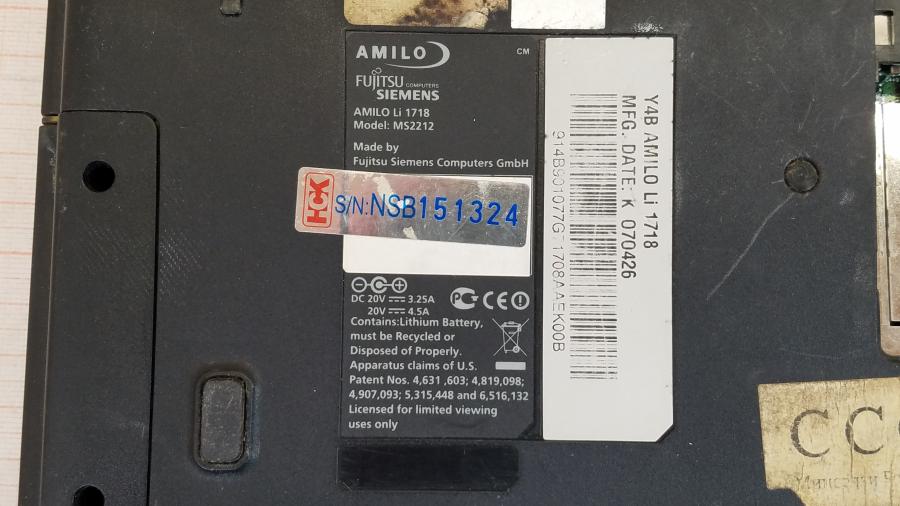 AMILO
CM
FUJITSU COMPUTERS
SIEMENS
AMILO Li 1718
Model: MS2212
Made by
Fujitsu Siemens Computers GmbH
HCK
S/N:NSB151324
DC 20V 3.25A
20V 4.5A
CE
Contains:Lithium Battery,
must be Recycled or
Disposed of Properly.
Apparatus claims of U.S.
Patent Nos. 4,631 ,603; 4,819,098;
4,907,093; 5,315,448 and 6,516,132
Licensed for limited viewing
uses only
Y4B AMILO Li 1718
MFG. DATE: K 070426